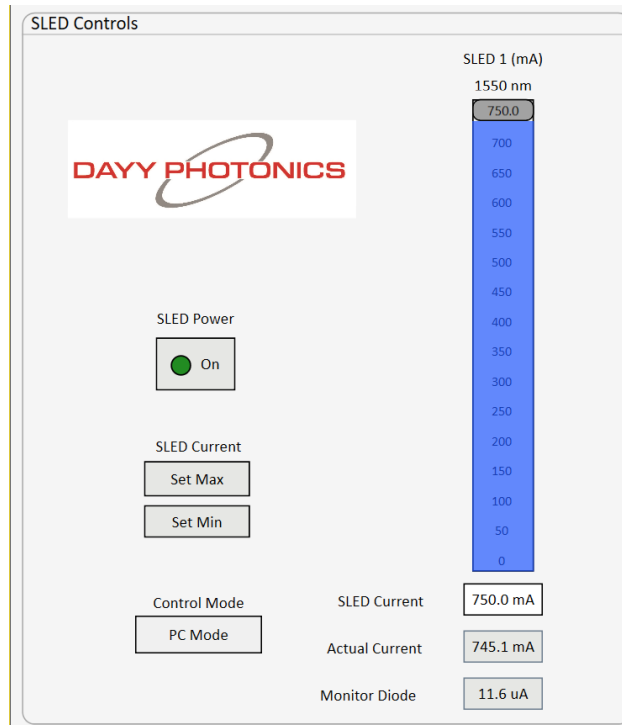 SLED Controls
SLED 1 (mA)
1550 nm
750.0
700
650
600
550
500
450
400
350
300
250
200
150
100
50
0
DAYY PHOTONICS
SLED Power
On
SLED Current
Set Max
Set Min
Control Mode
PC Mode
SLED Current 750.0 mA
Actual Current 745.1 mA
Monitor Diode 11.6 uA